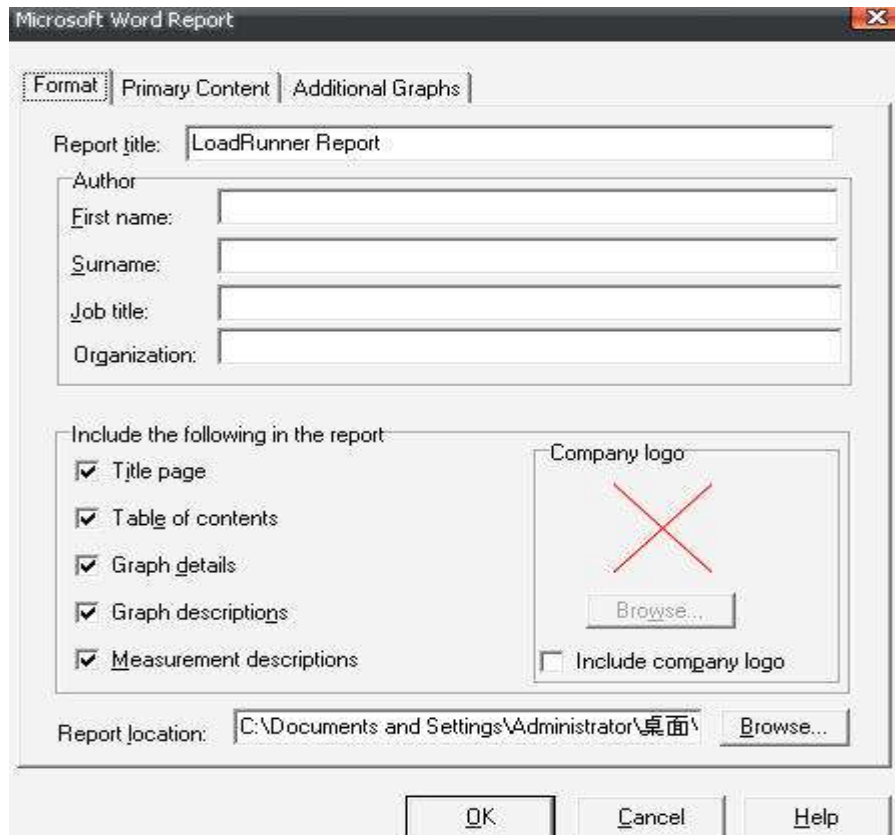 Microsoft Word Report
Format Primary Content Additional Graphs
Report title: LoadRunner Report
Author
First name:
Surname:
Job title:
Organization:
Include the following in the report
Title page
Table of contents
Graph details
Graph descriptions
Measurement descriptions
Company logo
Browse...
Include company logo
Report location: C:\Documents and Settings\Administrator\桌面\ Browse...
OK Cancel Help